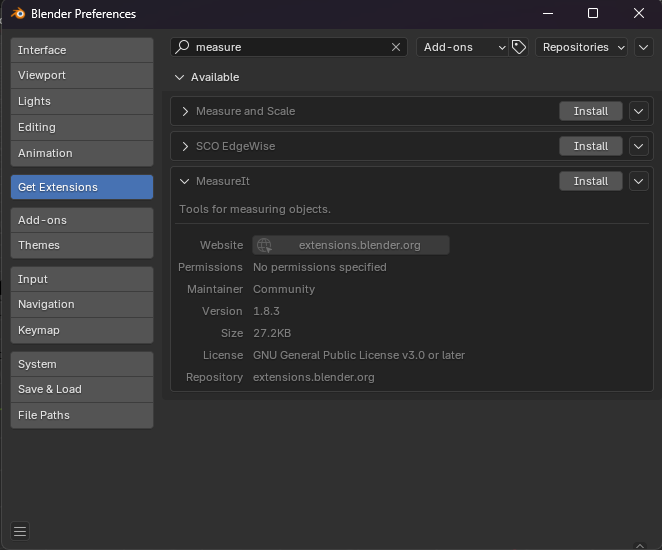 Blender Preferences
Interface
Viewport
Lights
Editing
Animation
Get Extensions
Add-ons
Themes
Input
Navigation
Keymap
System
Save & Load
File Paths
measure
Add-ons
Repositories
Available
Measure and Scale
Install
SCO EdgeWise
Install
MeasureIt
Install
Tools for measuring objects.
Website extensions.blender.org
Permissions No permissions specified
Maintainer Community
Version 1.8.3
Size 27.2KB
License GNU General Public License v3.0 or later
Repository extensions.blender.org